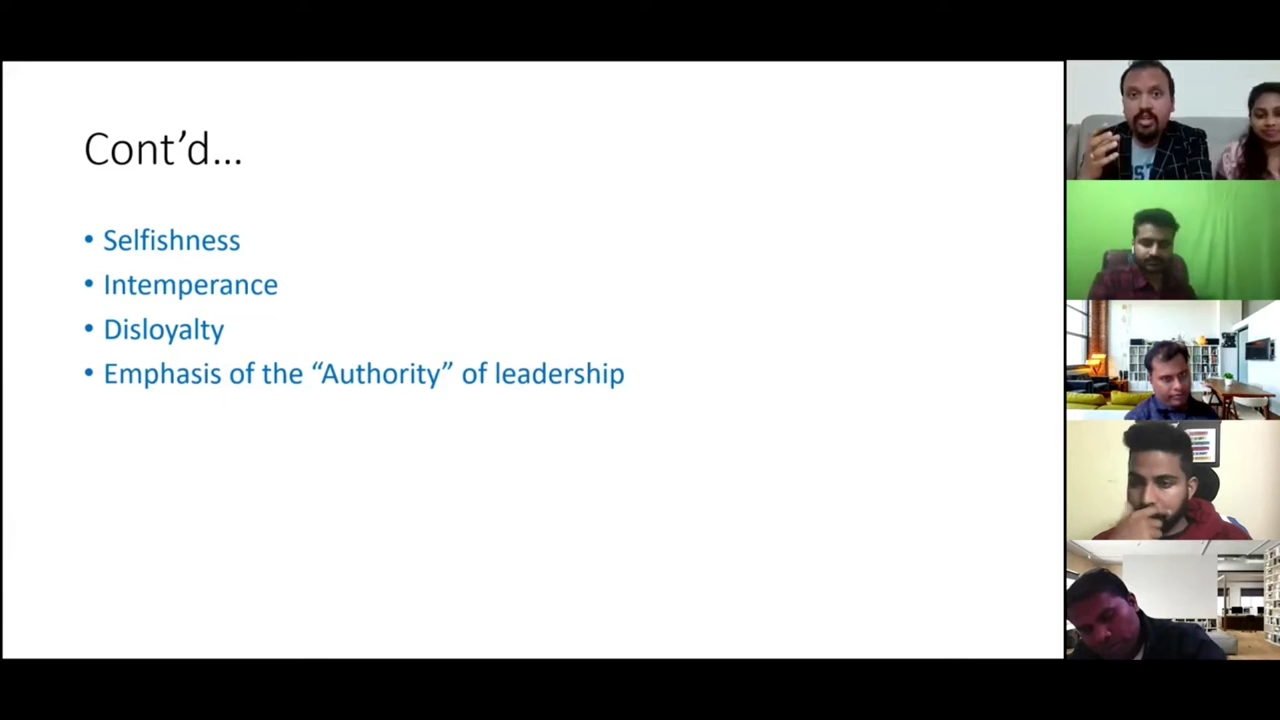 Cont’d…
• Selfishness
• Intemperance
• Disloyalty
• Emphasis of the “Authority” of leadership